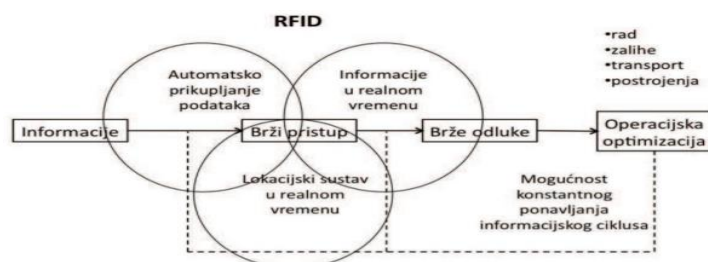 RFID
•rad
•zalihe
•transport
•postrojenja
Automatsko
prikupljanje
podataka
Informacije
u realnom
vremenu
Informacije
Brži pristup
Brže odluke
Operacijska
optimizacija
Lokacijski sustav
u realnom
vremenu
Mogućnost
konstantnog
ponavljanja
informacijskog ciklusa